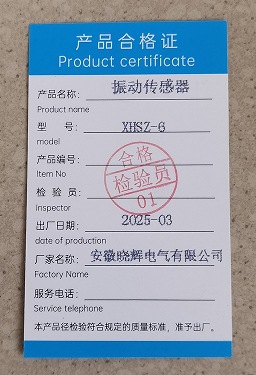 产品合格证
Product certificate
产品名称: 振动传感器
Product name
型 号: XHSZ-6
model
产品编号:
Item No
检 验 员:
Inspector
合格
检验员
01
出厂日期: 2025-03
date of production
厂家名称: 安徽晓辉电气有限公司
Factory Name
服务电话:
Service telephone
本产品径检验符合规定的质量标准，准予出厂。